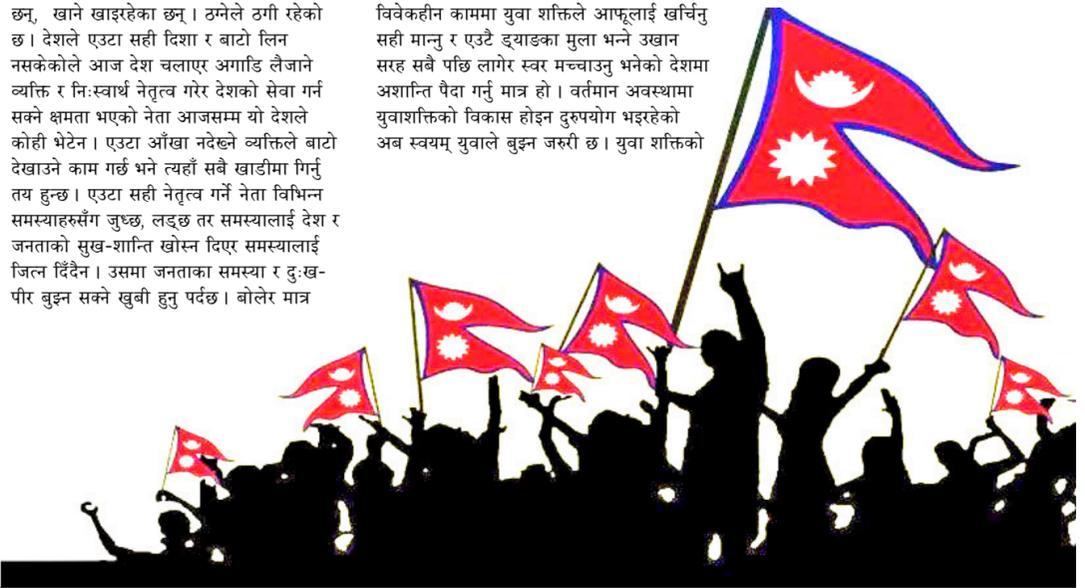 छन्, खाने खाइरहेका छन् । ठग्नेले ठगी रहेको
छ । देशले एउटा सही दिशा र बाटो लिन
नसकेकोले आज देश चलाएर अगाडि लैजाने
व्यक्ति र निःस्वार्थ नेतृत्व गरेर देशको सेवा गर्न
सक्ने क्षमता भएको नेता आजसम्म यो देशले
कोही भेटेन । एउटा आँखा नदेख्ने व्यक्तिले बाटो
देखाउने काम गर्छ भने त्यहाँ सबै खाडीमा गिर्नु
तय हुन्छ । एउटा सही नेतृत्व गर्ने नेता विभिन्न
समस्याहरुसँग जुध्छ, लड्छ तर समस्यालाई देश र
जनताको सुख-शान्ति खोस्न दिएर समस्यालाई
जित्न दिँदैन । उसमा जनताका समस्या र दुःख-
पीर बुझ्न सक्ने खुबी हुनु पर्दछ । बोलेर मात्र
विवेकहीन काममा युवा शक्तिले आफूलाई खर्चिनु
सही मान्नु र एउटै ड्याङका मुला भन्ने उखान
सरह सबै पछि लागेर स्वर मच्चाउनु भनेको देशमा
अशान्ति पैदा गर्नु मात्र हो । वर्तमान अवस्थामा
युवाशक्तिको विकास होइन दुरुपयोग भइरहेको
अब स्वयम् युवाले बुझ्न जरुरी छ । युवा शक्तिको